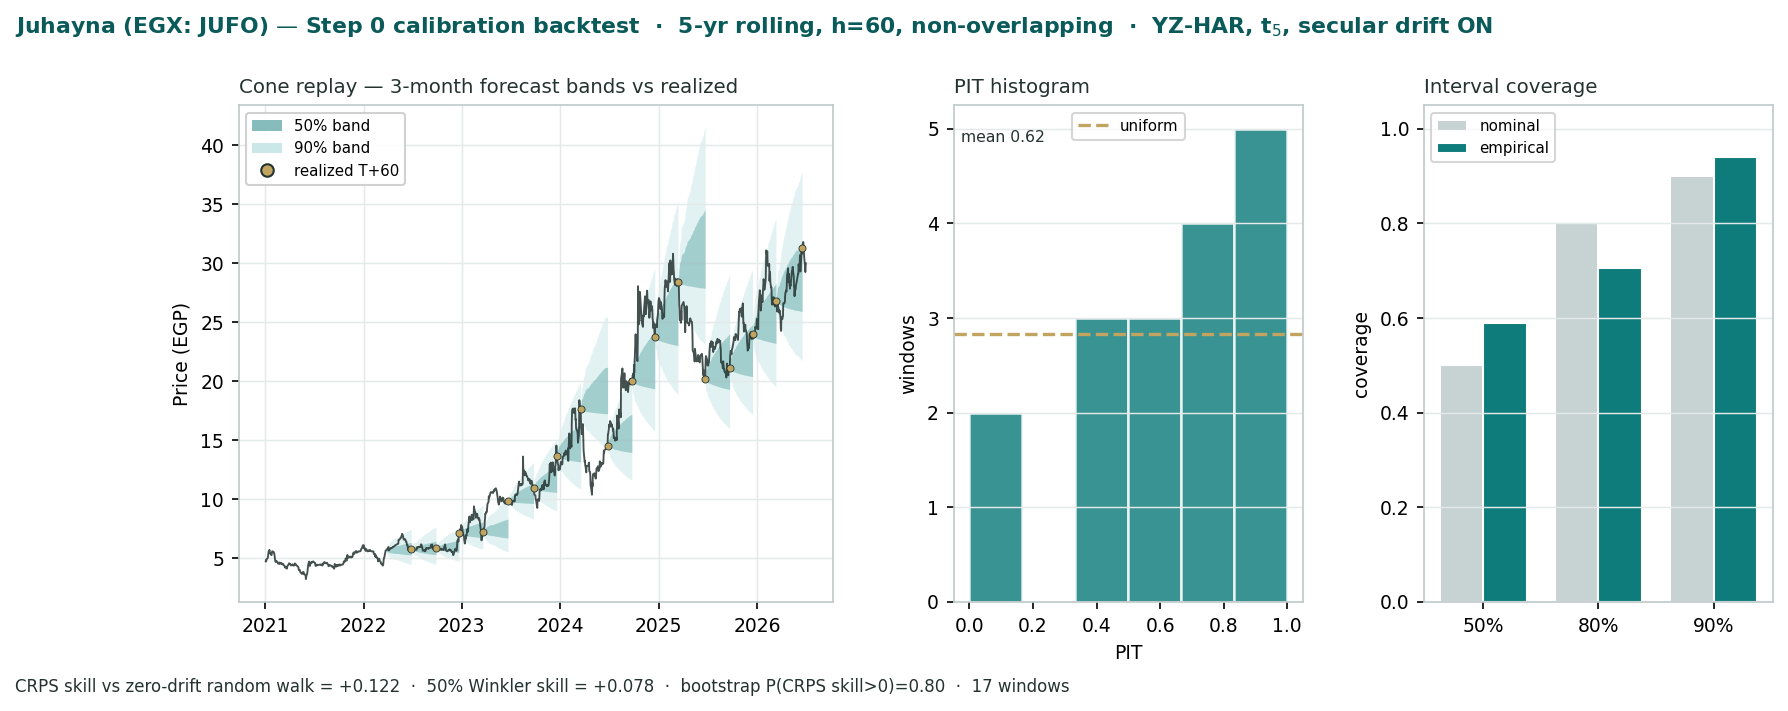 Juhayna (EGX: JUFO) — Step 0 calibration backtest · 5-yr rolling, h=60, non-overlapping · YZ-HAR, t₅, secular drift ON
Cone replay — 3-month forecast bands vs realized
50% band
90% band
realized T+60
Price (EGP)
40
35
30
25
20
15
10
5
2021 2022 2023 2024 2025 2026
PIT histogram
mean 0.62
uniform
windows
5
4
3
2
1
0
0.0 0.2 0.4 0.6 0.8 1.0
PIT
Interval coverage
nominal
empirical
coverage
1.0
0.8
0.6
0.4
0.2
0.0
50% 80% 90%
CRPS skill vs zero-drift random walk = +0.122 · 50% Winkler skill = +0.078 · bootstrap P(CRPS skill>0)=0.80 · 17 windows